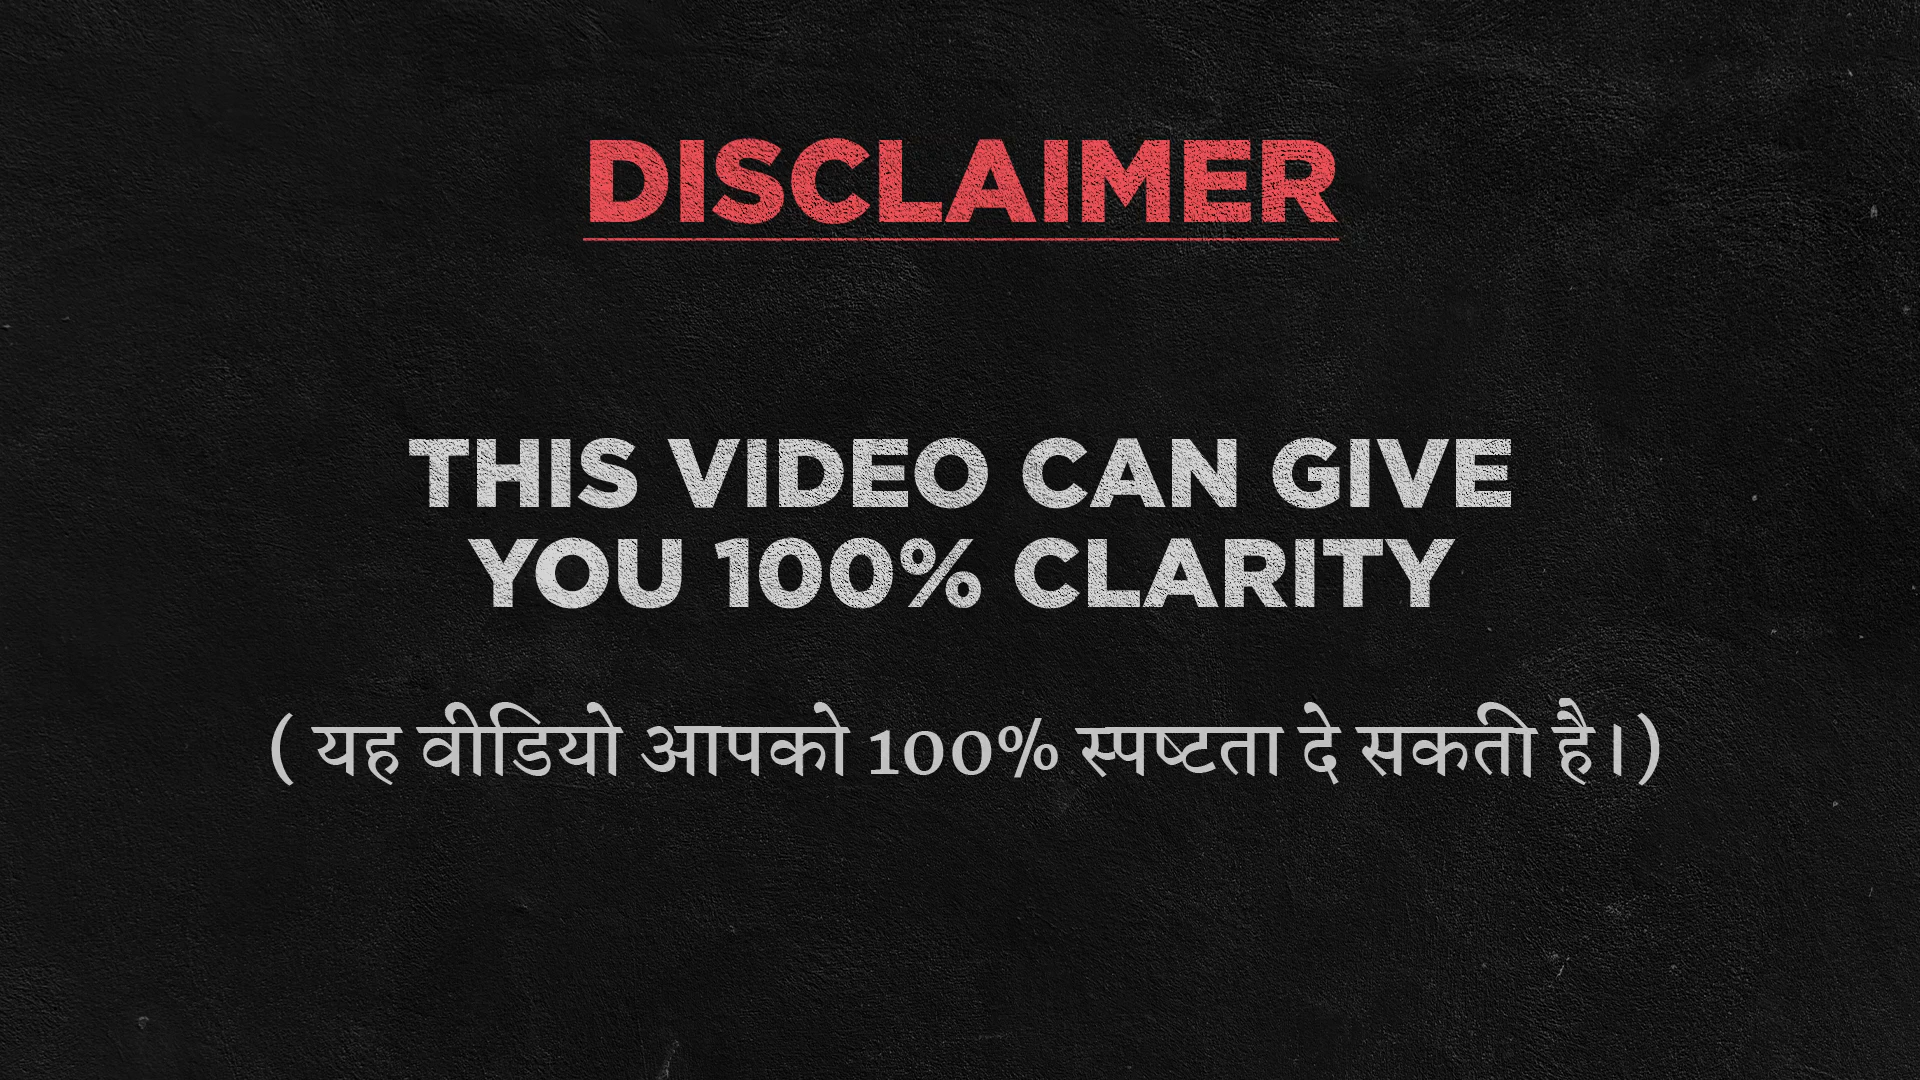 DISCLAIMER
THIS VIDEO CAN GIVE
YOU 100% CLARITY
( यह वीडियो आपको 100% स्पष्टता दे सकती है।)